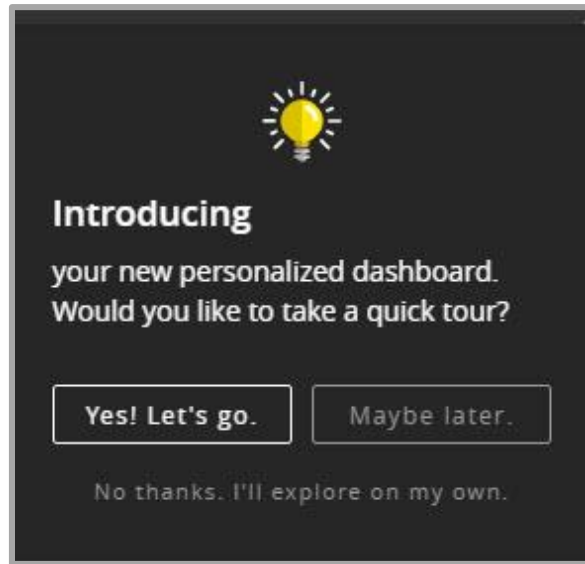 Introducing
your new personalized dashboard.
Would you like to take a quick tour?
Yes! Let's go.
Maybe later.
No thanks. I'll explore on my own.